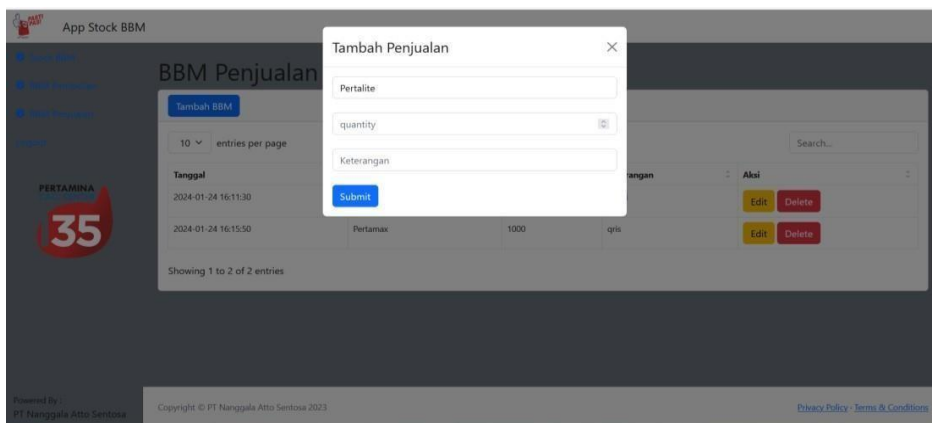 PASTI
PAS!
App Stock BBM
Tambah Penjualan
BBM Penjualan
Pertalite
Tambah BBM
quantity
10 entries per page
Search...
Keterangan
Tanggal
rangan
Aksi
Submit
2024-01-24 16:11:30
Edit Delete
2024-01-24 16:15:50 Pertamax 1000 qris Edit Delete
PERTAMINA
35
Showing 1 to 2 of 2 entries
Powered By :
PT Nanggala Atto Sentosa
Copyright © PT Nanggala Atto Sentosa 2023
Privacy Policy · Terms & Conditions